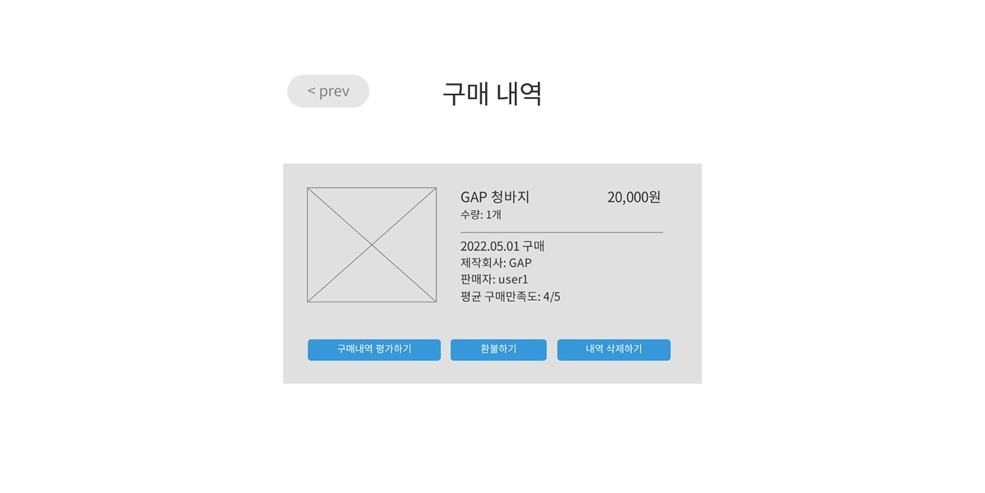 < prev
구매 내역
GAP 청바지 20,000원
수량: 1개
2022.05.01 구매
제작회사: GAP
판매자: user1
평균 구매만족도: 4/5
구매내역 평가하기 환불하기 내역 삭제하기